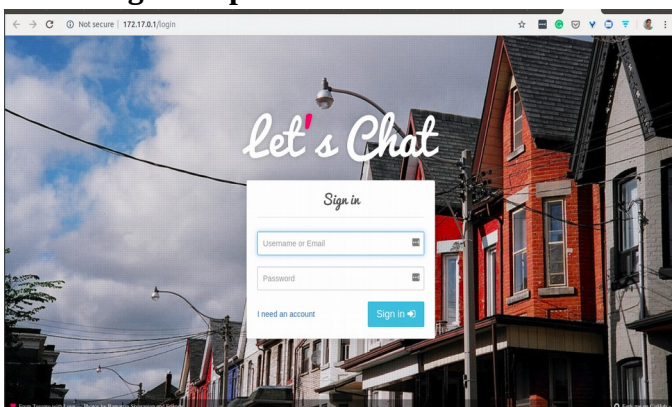 Not secure | 172.17.0.1/login
Let's Chat
Sign in
Username or Email
Password
I need an account
Sign in